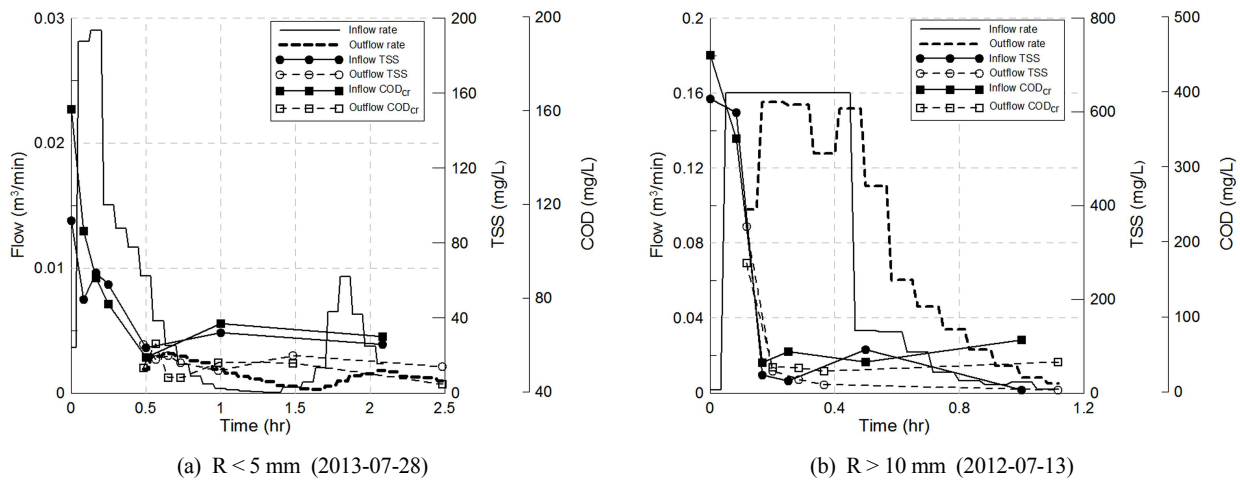 0.03
0.02
0.01
0
Flow (m³/min)
0
0.5
1
1.5
2
2.5
Time (hr)
200
160
120
80
40
0
TSS (mg/L)
200
160
120
80
40
COD (mg/L)
Inflow rate
Outflow rate
Inflow TSS
Outflow TSS
Inflow CODcr
Outflow CODcr
(a) R < 5 mm (2013-07-28)
0.2
0.16
0.12
0.08
0.04
0
Flow (m³/min)
0
0.4
0.8
1.2
Time (hr)
800
600
400
200
0
TSS (mg/L)
500
400
300
200
100
0
COD (mg/L)
Inflow rate
Outflow rate
Inflow TSS
Outflow TSS
Inflow CODcr
Outflow CODcr
(b) R > 10 mm (2012-07-13)